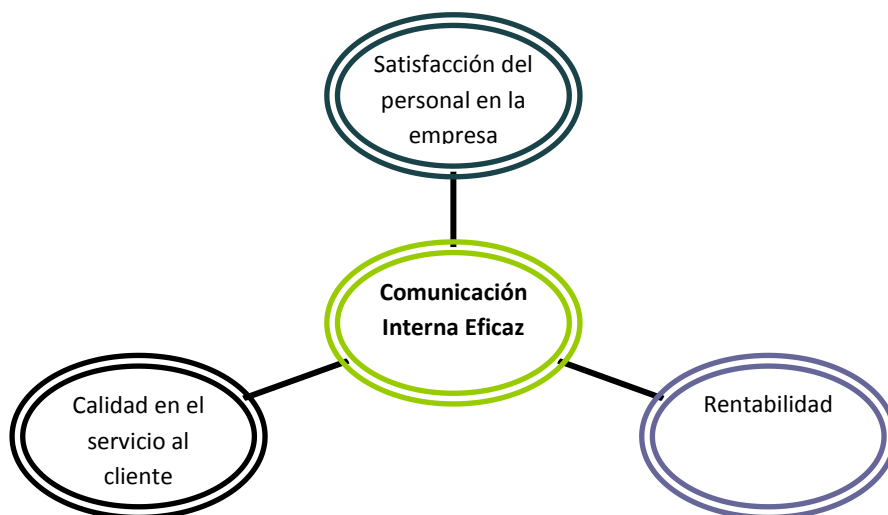 Satisfacción del
personal en la
empresa
Comunicación
Interna Eficaz
Calidad en el
servicio al
cliente
Rentabilidad